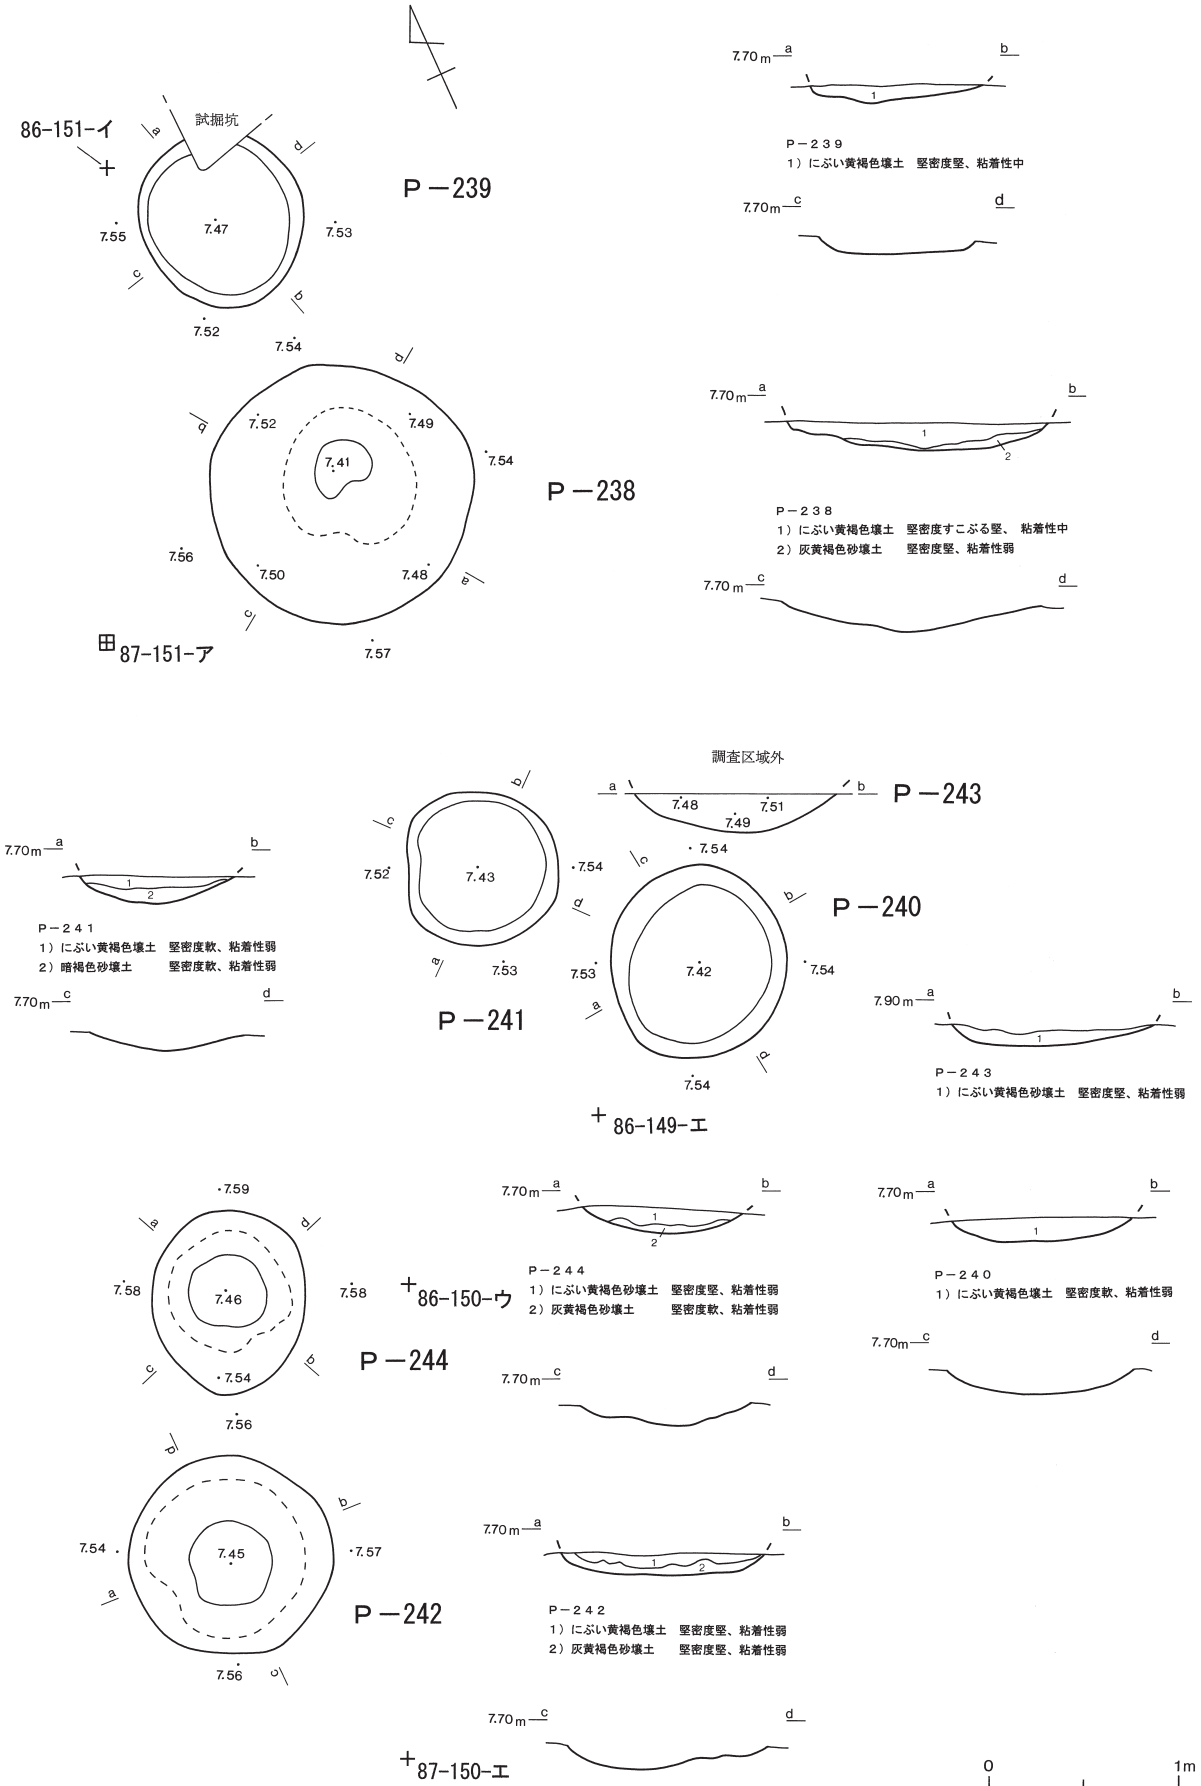 試掘坑
86-151-イ
a
d
P－239
7.47
7.55
7.53
c
b
7.52
7.70m
a
b
1
P－239
1）にぶい黄褐色壌土　堅密度堅、粘着性中
7.70m
c
d
7.54
d
b
7.52
7.49
7.41
7.54
P－238
7.56
7.50
7.48
a
c
87-151-ア
7.57
7.70m
a
b
1
2
P－238
1）にぶい黄褐色壌土　堅密度すこぶる堅、粘着性中
2）灰黄褐色砂壌土　堅密度堅、粘着性弱
7.70m
c
d
調査区域外
a
b
P－243
7.48
7.51
7.49
b
c
7.52
7.43
7.54
d
a
7.53
P－241
7.70m
a
b
1
2
P－241
1）にぶい黄褐色壌土　堅密度軟、粘着性弱
2）暗褐色砂壌土　堅密度軟、粘着性弱
7.70m
c
d
7.54
c
b
P－240
7.53
7.42
7.54
a
d
7.54
86-149-エ
7.90m
a
b
1
P－243
1）にぶい黄褐色砂壌土　堅密度堅、粘着性弱
7.59
a
d
7.58
7.46
7.58
86-150-ウ
P－244
c
7.54
b
7.56
7.70m
a
b
1
2
P－244
1）にぶい黄褐色砂壌土　堅密度堅、粘着性弱
2）灰黄褐色砂壌土　堅密度軟、粘着性弱
7.70m
c
d
7.70m
a
b
1
P－240
1）にぶい黄褐色壌土　堅密度軟、粘着性弱
7.70m
c
d
d
b
7.54
7.45
7.57
a
P－242
7.56
c
7.70m
a
b
1
2
P－242
1）にぶい黄褐色壌土　堅密度堅、粘着性弱
2）灰黄褐色砂壌土　堅密度堅、粘着性弱
7.70m
c
d
87-150-エ
0
1m